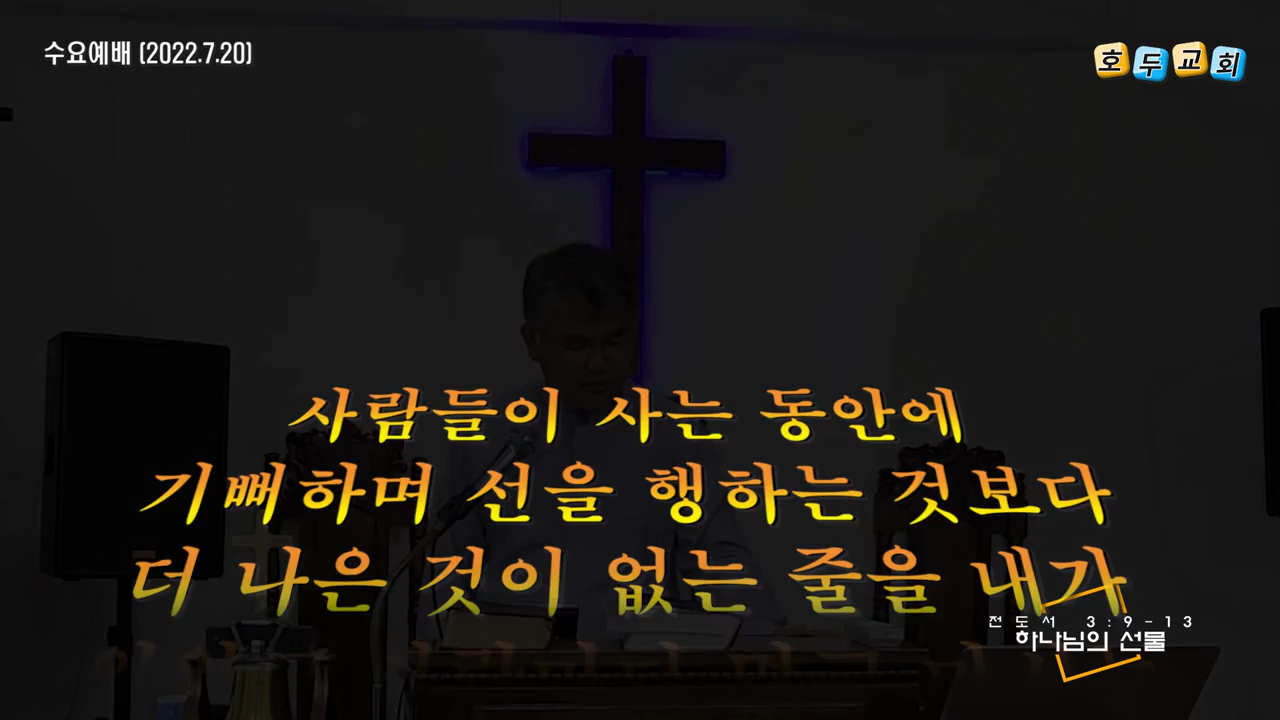 수요예배 (2022.7.20)
호두교회
사람들이 사는 동안에
기뻐하며 선을 행하는 것보다
더 나은 것이 없는 줄을 내가
전도서 3:9-13
하나님의 선물